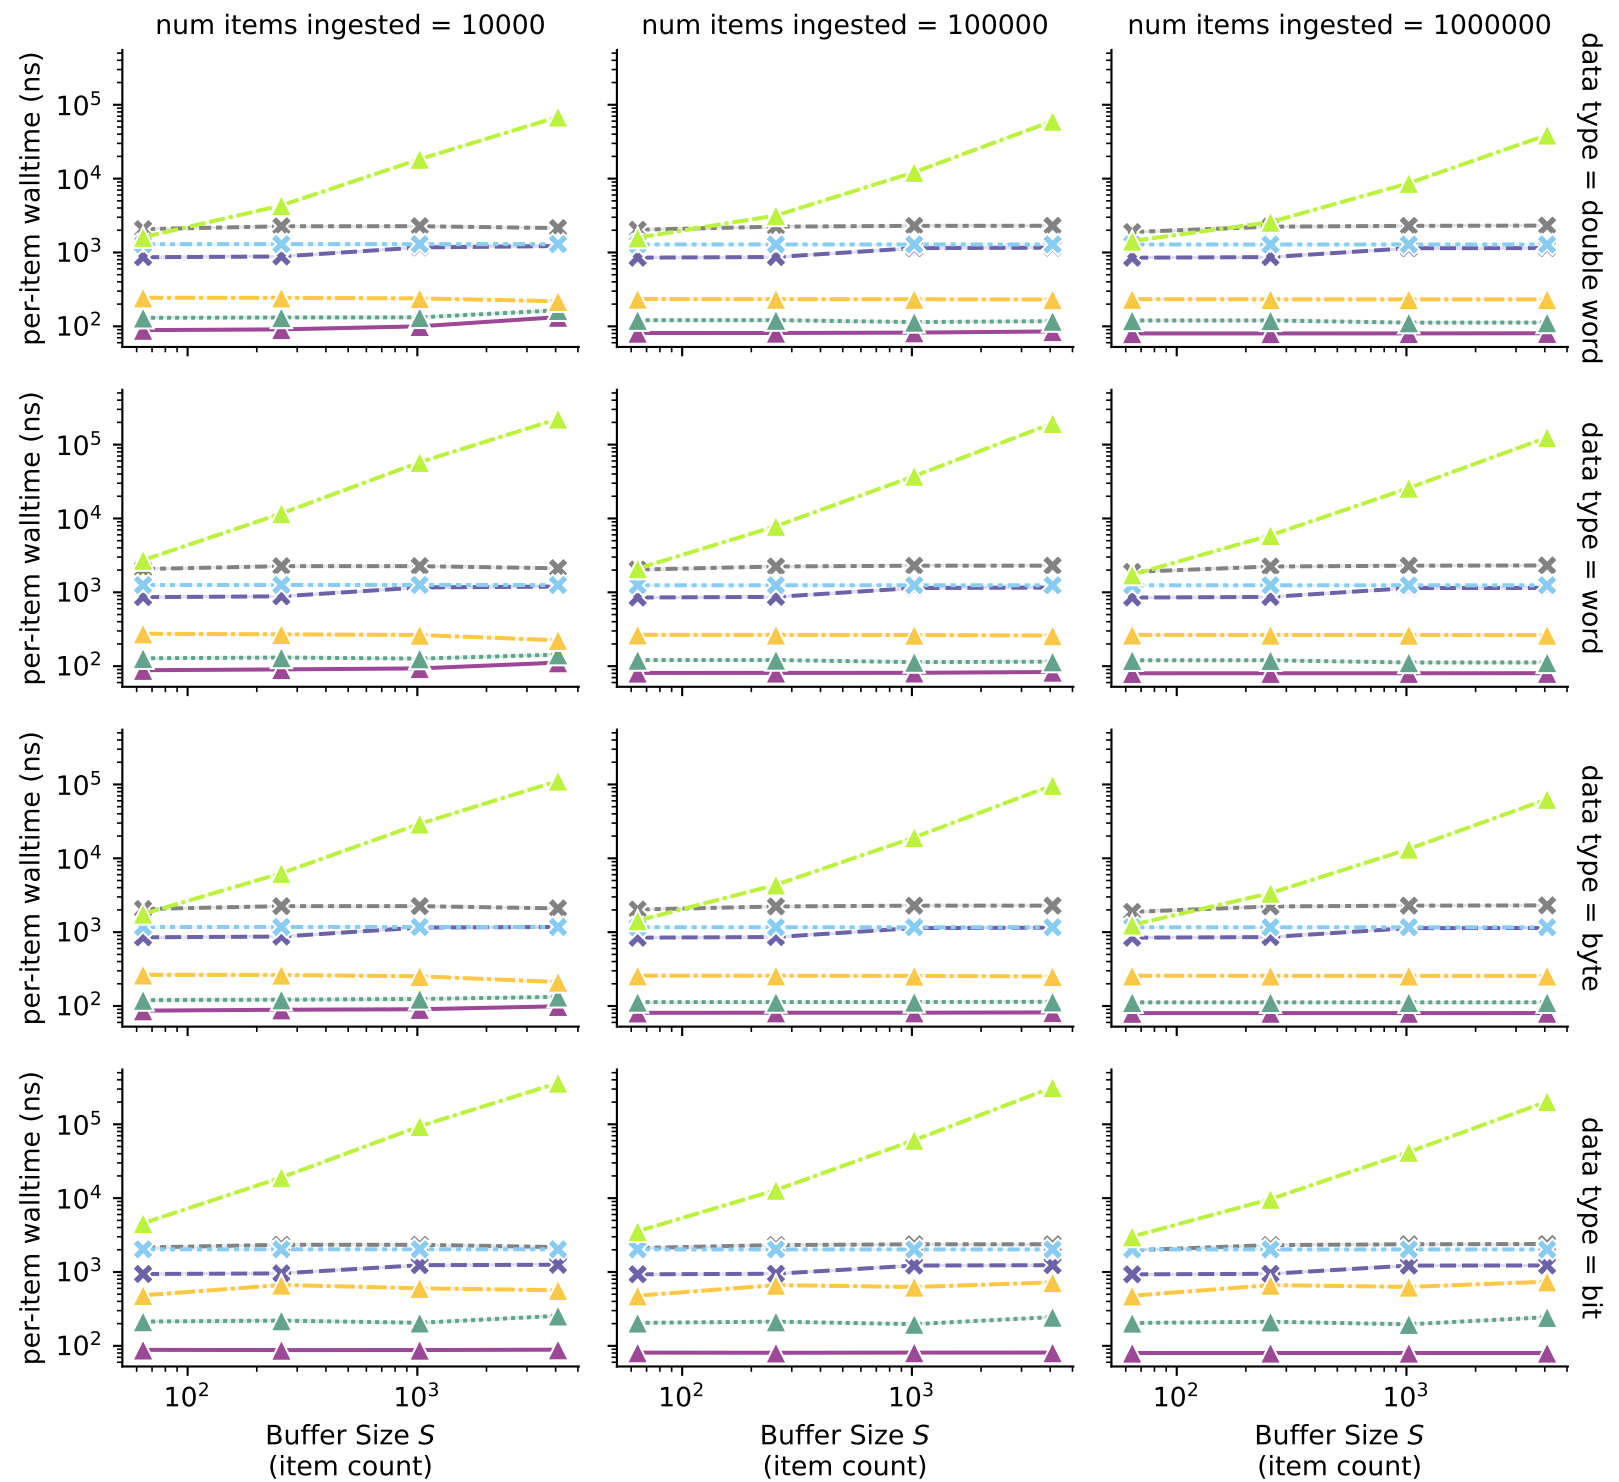 num items ingested = 10000
num items ingested = 100000
num items ingested = 1000000
per-item walltime (ns)
10⁵
10⁴
10³
10²
data type = double word
per-item walltime (ns)
10⁵
10⁴
10³
10²
data type = word
per-item walltime (ns)
10⁵
10⁴
10³
10²
data type = byte
per-item walltime (ns)
10⁵
10⁴
10³
10²
data type = bit
10² 10³
10² 10³
10² 10³
Buffer Size S
(item count)
Buffer Size S
(item count)
Buffer Size S
(item count)